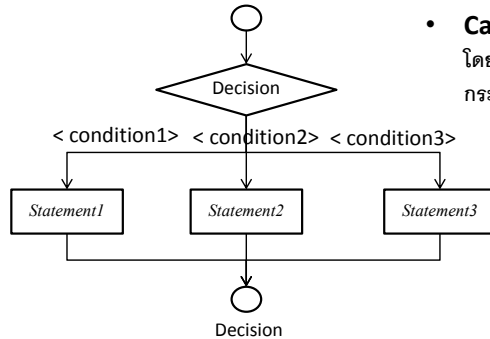 • Ca
โดย
กระ
Decision
< condition1> < condition2> < condition3>
Statement1 Statement2 Statement3
Decision